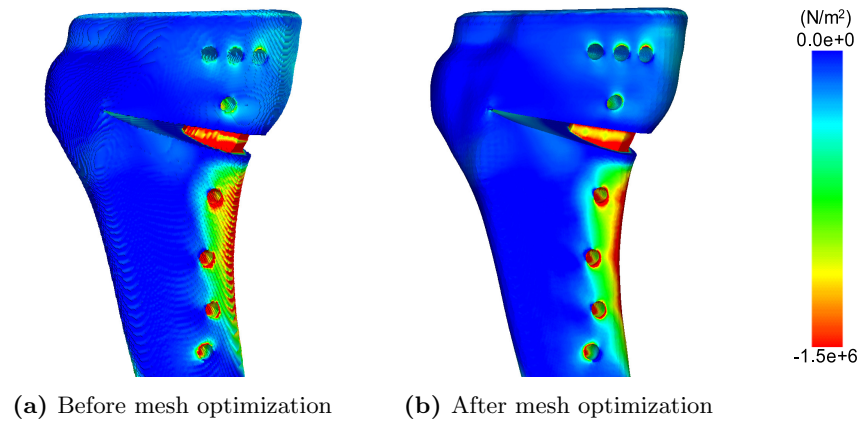 (N/m²)
0.0e+0
-1.5e+6
(a) Before mesh optimization
(b) After mesh optimization